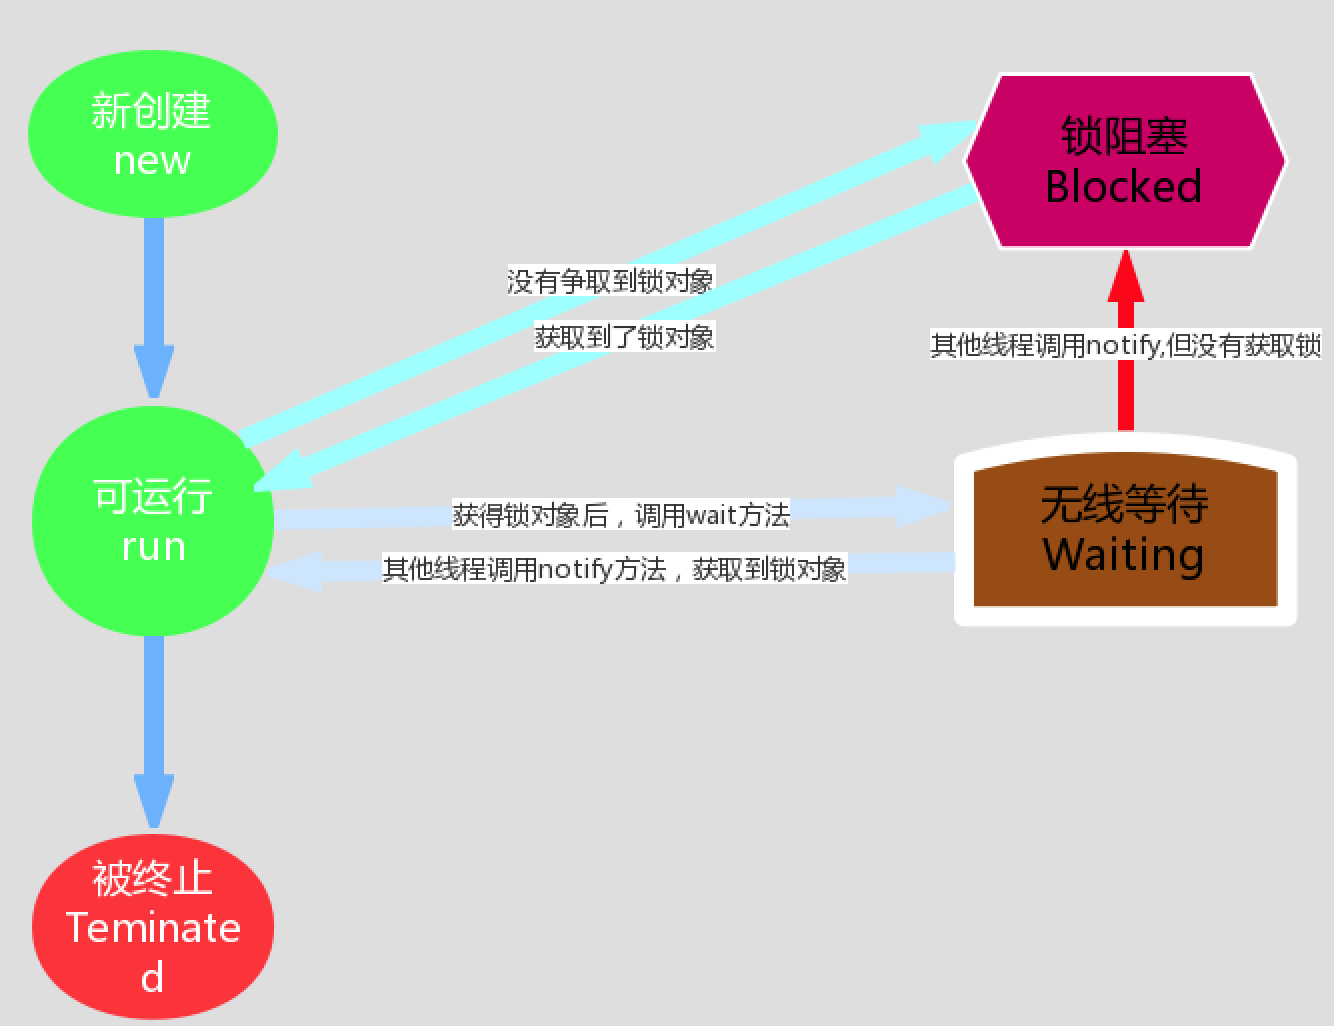 新创建
new
锁阻塞
Blocked
没有争取到锁对象
获取到了锁对象
其他线程调用notify,但没有获取锁
可运行
run
获得锁对象后，调用wait方法
其他线程调用notify方法，获取到锁对象
无线等待
Waiting
被终止
Teminate
d